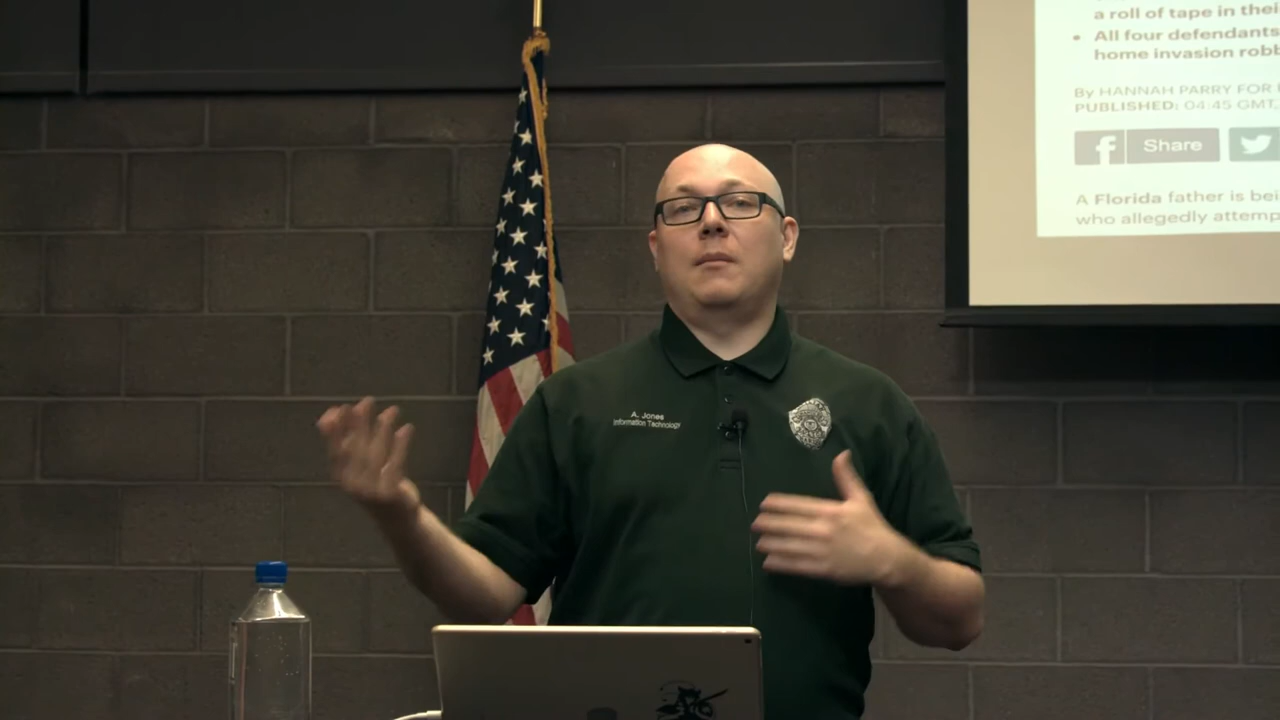 a roll of tape in thei
• All four defendants
home invasion robb
By HANNAH PARRY FOR
PUBLISHED: 04:45 GMT,
f Share
A Florida father is bei
who allegedly attemp
A. Jones
Information Technology